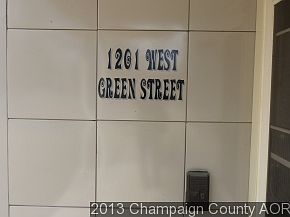 1201 WEST
GREEN STREET
2013 Champaign County AOR